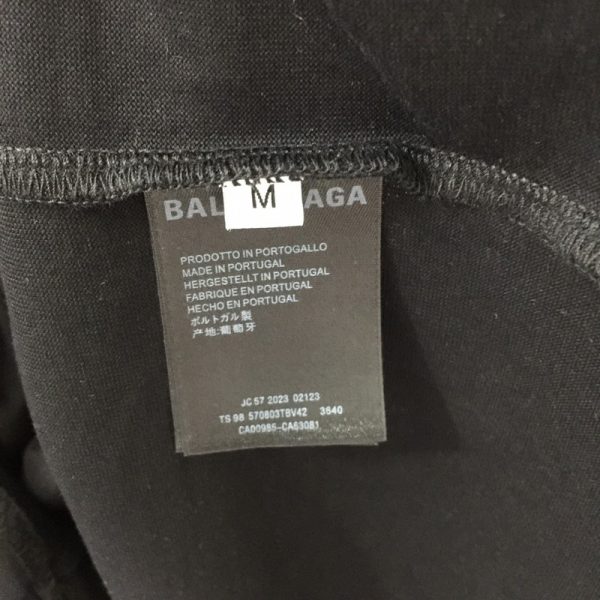 BAL AGA
M
PRODOTTO IN PORTOGALLO
MADE IN PORTUGAL
HERGESTELLT IN PORTUGAL
FABRIQUE EN PORTUGAL
HECHO EN PORTUGAL
ポルトガル製
产地:葡萄牙
JC 57 2023 02123
TS 98 570803TBV42 3640
CA00985-CA63081